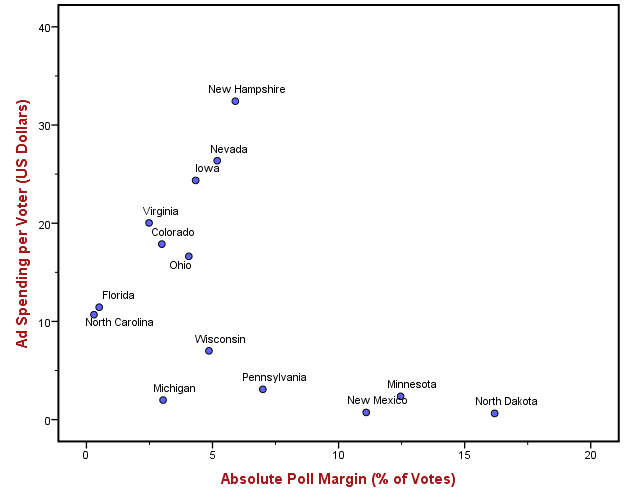 40
New Hampshire
30
Nevada
Iowa
Virginia
20
Colorado
Ohio
Florida
10
North Carolina
Wisconsin
Pennsylvania
Michigan
Minnesota
New Mexico
North Dakota
0
Ad Spending per Voter (US Dollars)
0 5 10 15 20
Absolute Poll Margin (% of Votes)